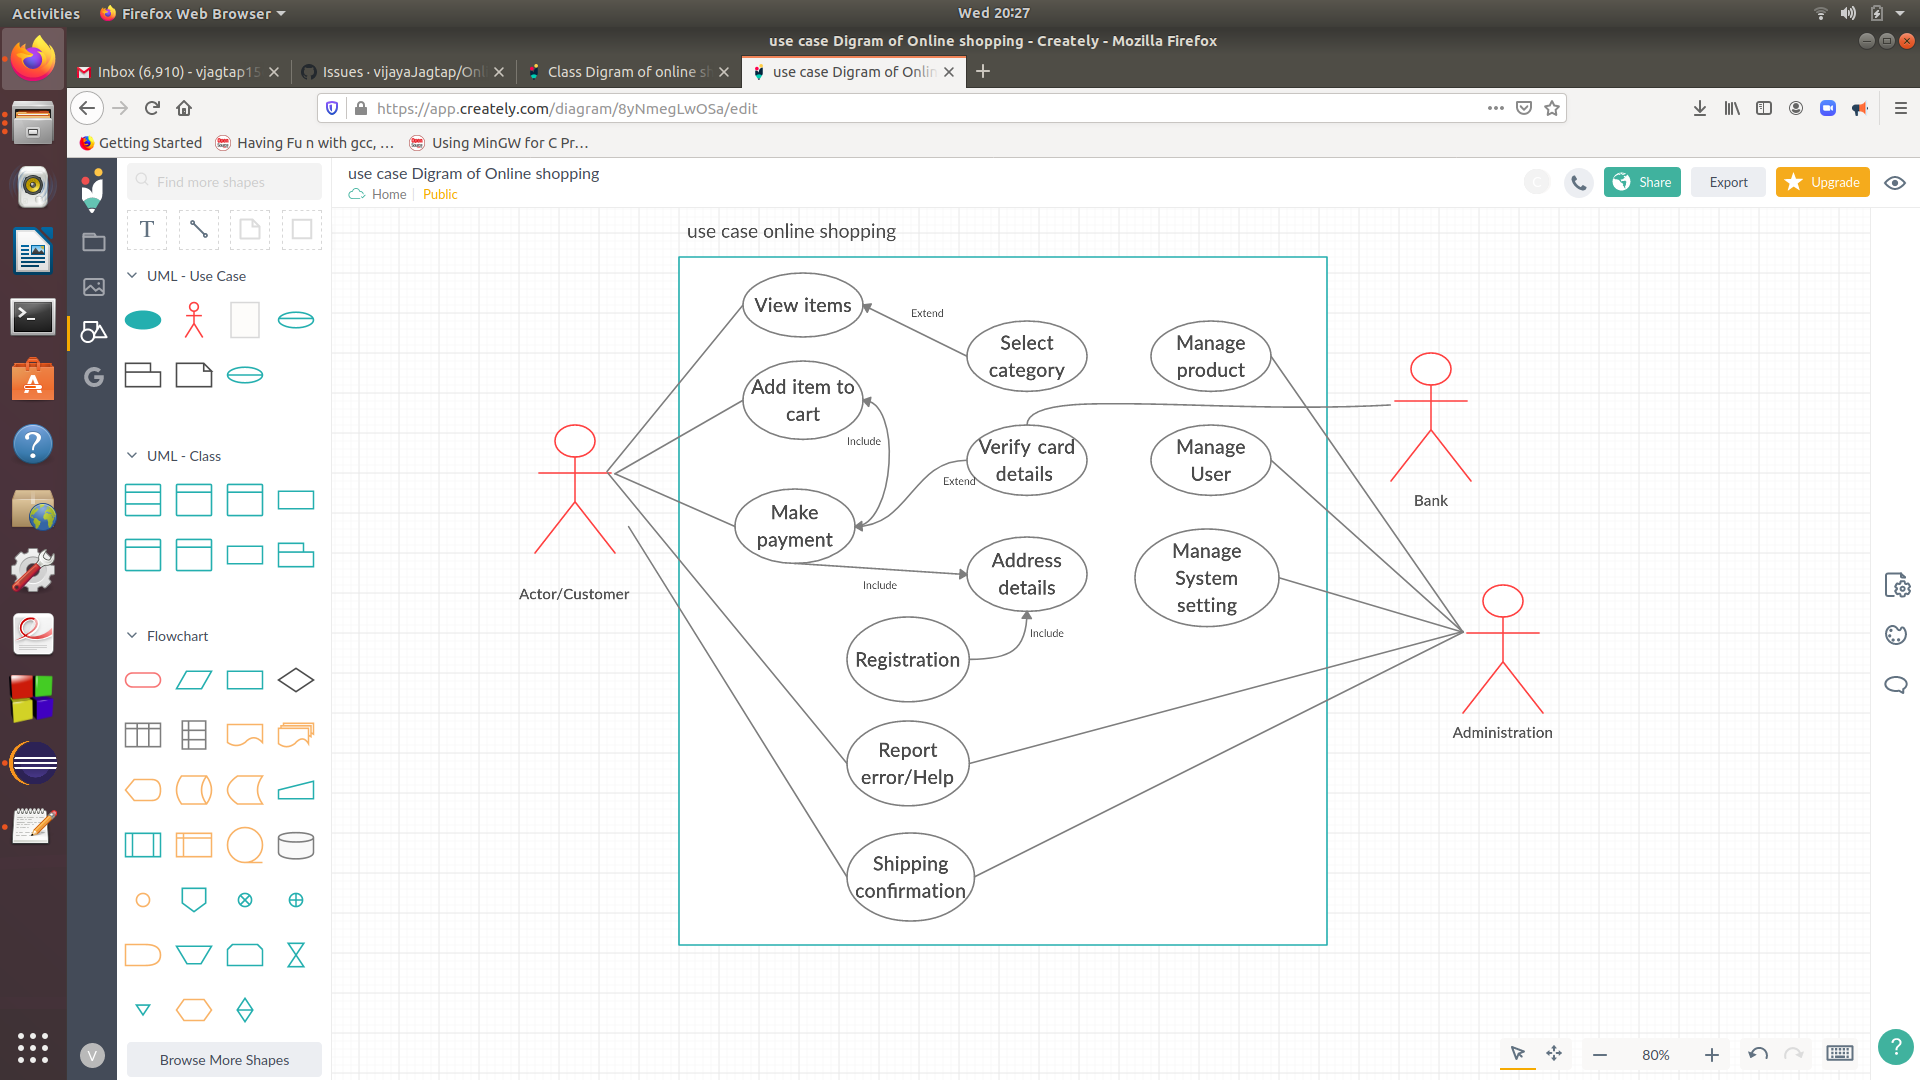 Activities
Firefox Web Browser
Wed 20:27
use case Digram of Online shopping - Creately - Mozilla Firefox
Inbox (6,910) - vjagtap15
Issues · vijayaJagtap/Onl
Class Digram of online sh
use case Digram of Onlin
https://app.creately.com/diagram/8yNmegLwOSa/edit
Getting Started
Having Fu n with gcc, ...
Using MinGW for C Pr...
Find more shapes
use case Digram of Online shopping
Home
Public
C
Share
Export
Upgrade
T
UML - Use Case
UML - Class
Flowchart
Browse More Shapes
V
G
use case online shopping
View items
Extend
Select
category
Manage
product
Add item to
cart
Include
Verify card
details
Extend
Manage
User
Bank
Make
payment
Address
details
Include
Manage
System
setting
Actor/Customer
Registration
Include
Report
error/Help
Administration
Shipping
confirmation
80%
?